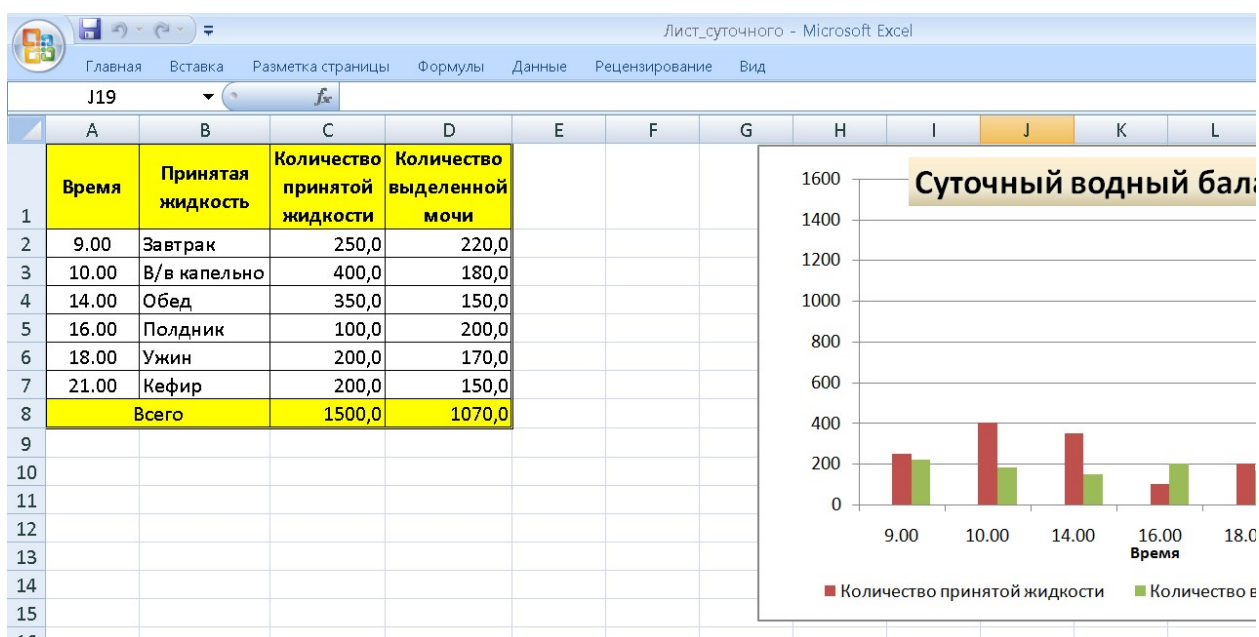 Лист_суточного - Microsoft Excel
Главная Вставка Разметка страницы Формулы Данные Рецензирование Вид
J19 fx
A B C D E F G H I J K L
1 Время Принятая жидкость Количество принятой жидкости Количество выделенной мочи
2 9.00 Завтрак 250,0 220,0
3 10.00 В/в капельно 400,0 180,0
4 14.00 Обед 350,0 150,0
5 16.00 Полдник 100,0 200,0
6 18.00 Ужин 200,0 170,0
7 21.00 Кефир 200,0 150,0
8 Всего 1500,0 1070,0
9
10
11
12
13
14
15
Суточный водный бала
1600
1400
1200
1000
800
600
400
200
0
9.00 10.00 14.00 16.00 18.0
Время
Количество принятой жидкости Количество в